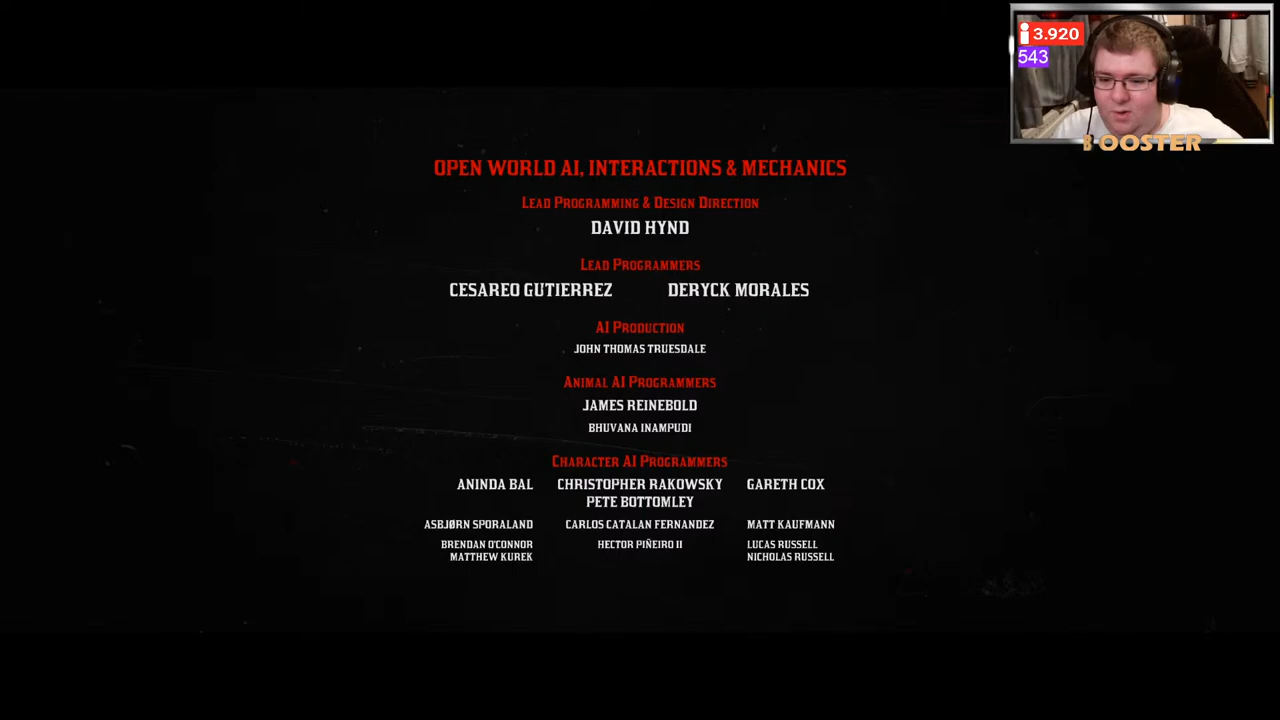 3.920
543
B OOSTER
OPEN WORLD AI, INTERACTIONS & MECHANICS
LEAD PROGRAMMING & DESIGN DIRECTION
DAVID HYND
LEAD PROGRAMMERS
CESAREO GUTIERREZ DERYCK MORALES
AI PRODUCTION
JOHN THOMAS TRUESDALE
ANIMAL AI PROGRAMMERS
JAMES REINEBOLD
BHUVANA INAMPUDI
CHARACTER AI PROGRAMMERS
ANINDA BAL CHRISTOPHER RAKOWSKY GARETH COX
PETE BOTTOMLEY
ASBJØRN SPORALAND CARLOS CATALAN FERNANDEZ MATT KAUFMANN
BRENDAN O'CONNOR HECTOR PIÑEIRO II LUCAS RUSSELL
MATTHEW KUREK NICHOLAS RUSSELL